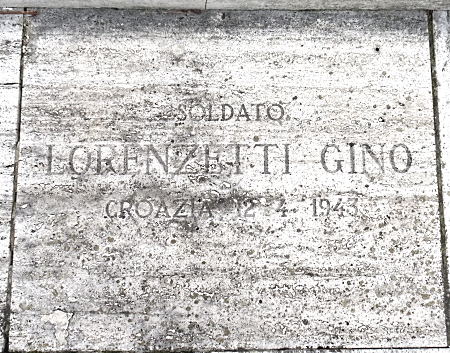 SOLDATO
LORENZETTI GINO
CROAZIA 12 4 1943